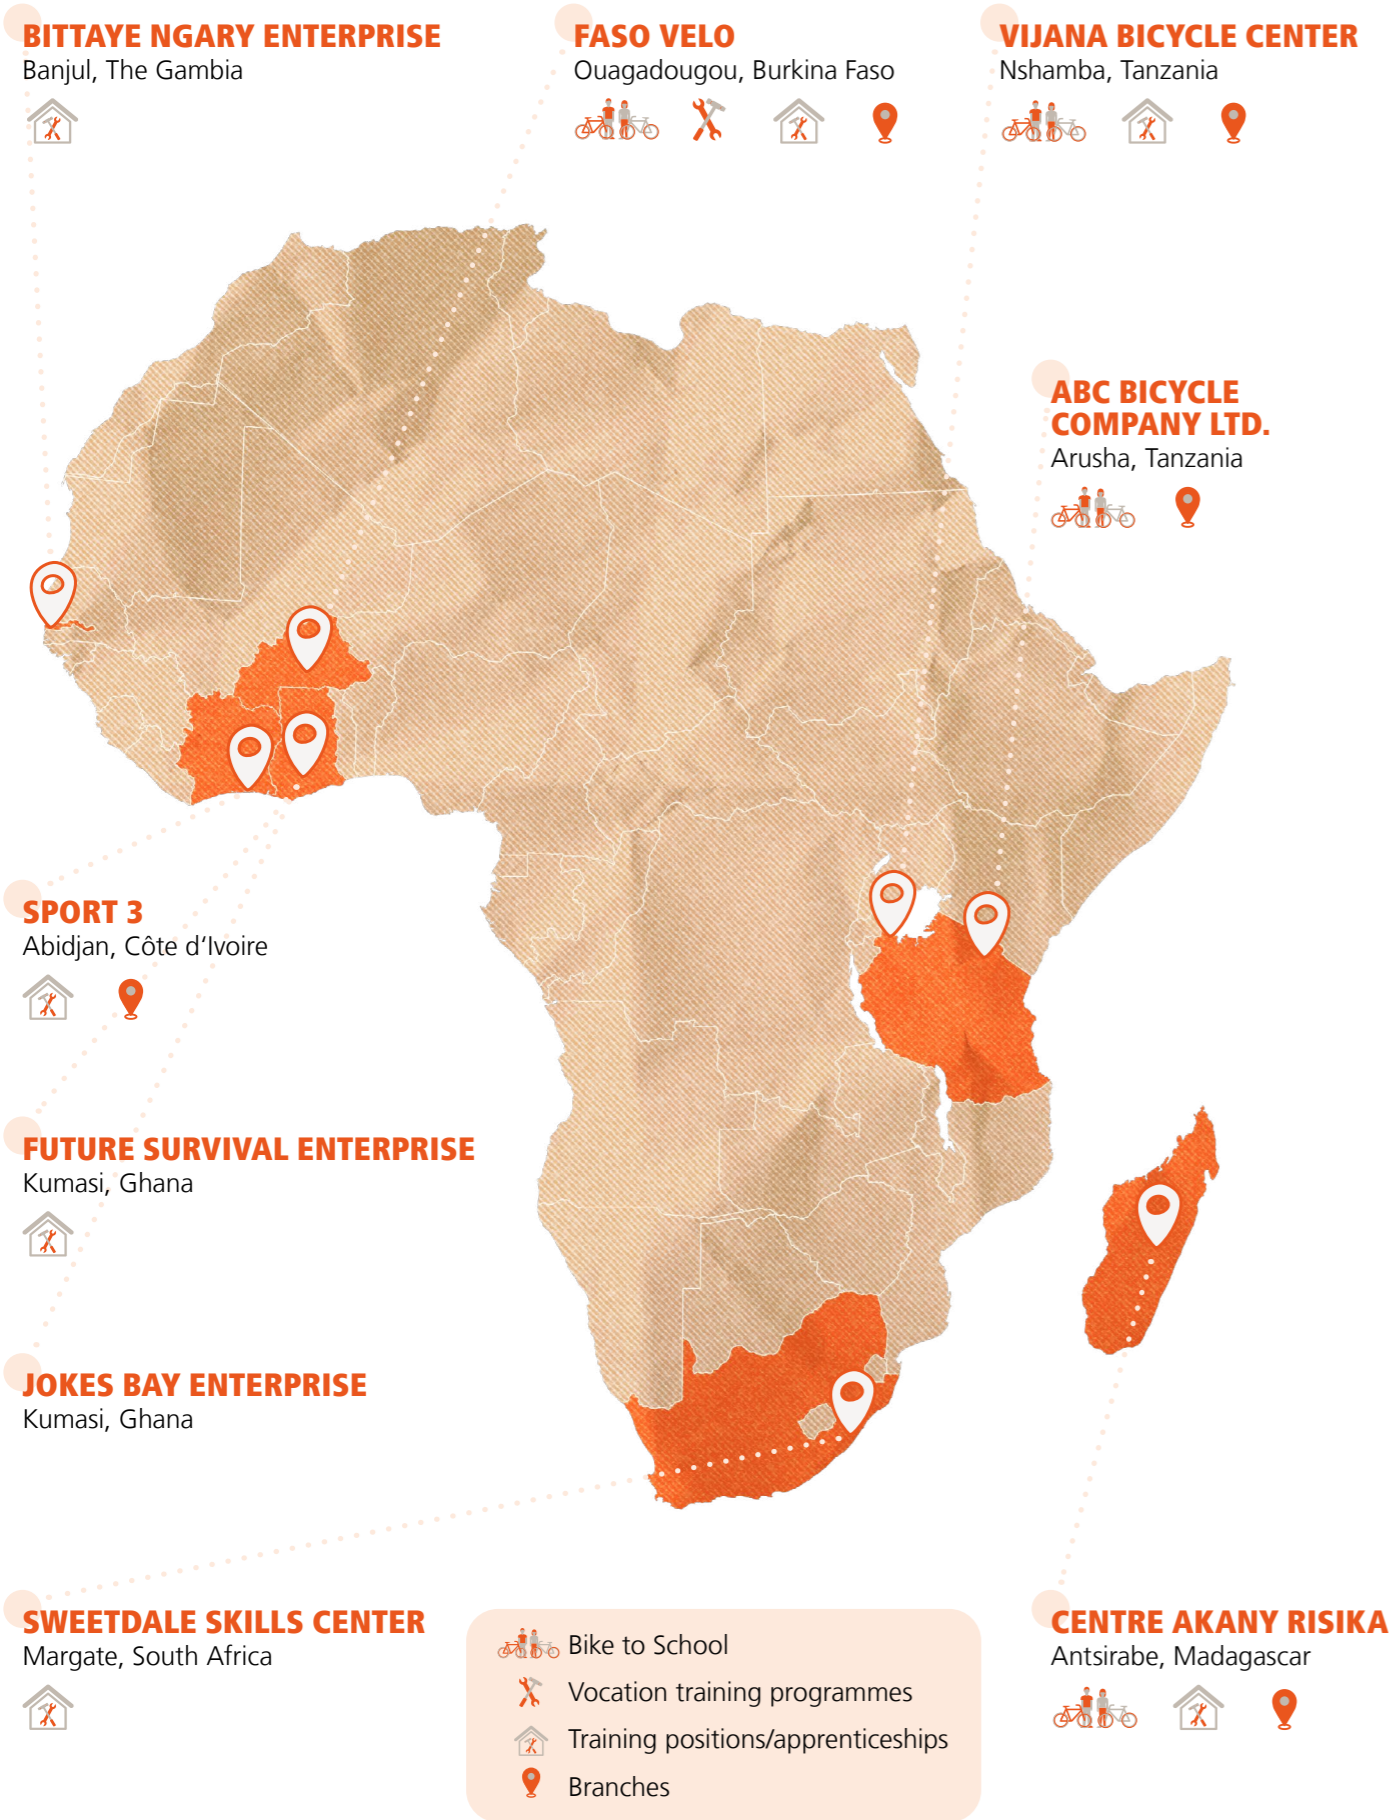 BITTAYE NGARY ENTERPRISE
Banjul, The Gambia
FASO VELO
Ouagadougou, Burkina Faso
VIJANA BICYCLE CENTER
Nshamba, Tanzania
ABC BICYCLE
COMPANY LTD.
Arusha, Tanzania
SPORT 3
Abidjan, Côte d‘Ivoire
FUTURE SURVIVAL ENTERPRISE
Kumasi, Ghana
JOKES BAY ENTERPRISE
Kumasi, Ghana
SWEETDALE SKILLS CENTER
Margate, South Africa
Bike to School
Vocation training programmes
Training positions/apprenticeships
Branches
CENTRE AKANY RISIKA
Antsirabe, Madagascar